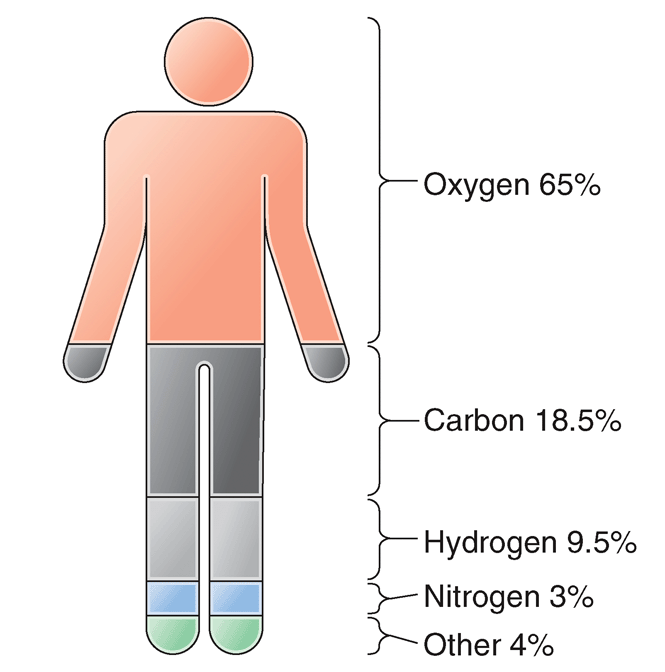 Oxygen 65%
Carbon 18.5%
Hydrogen 9.5%
Nitrogen 3%
Other 4%